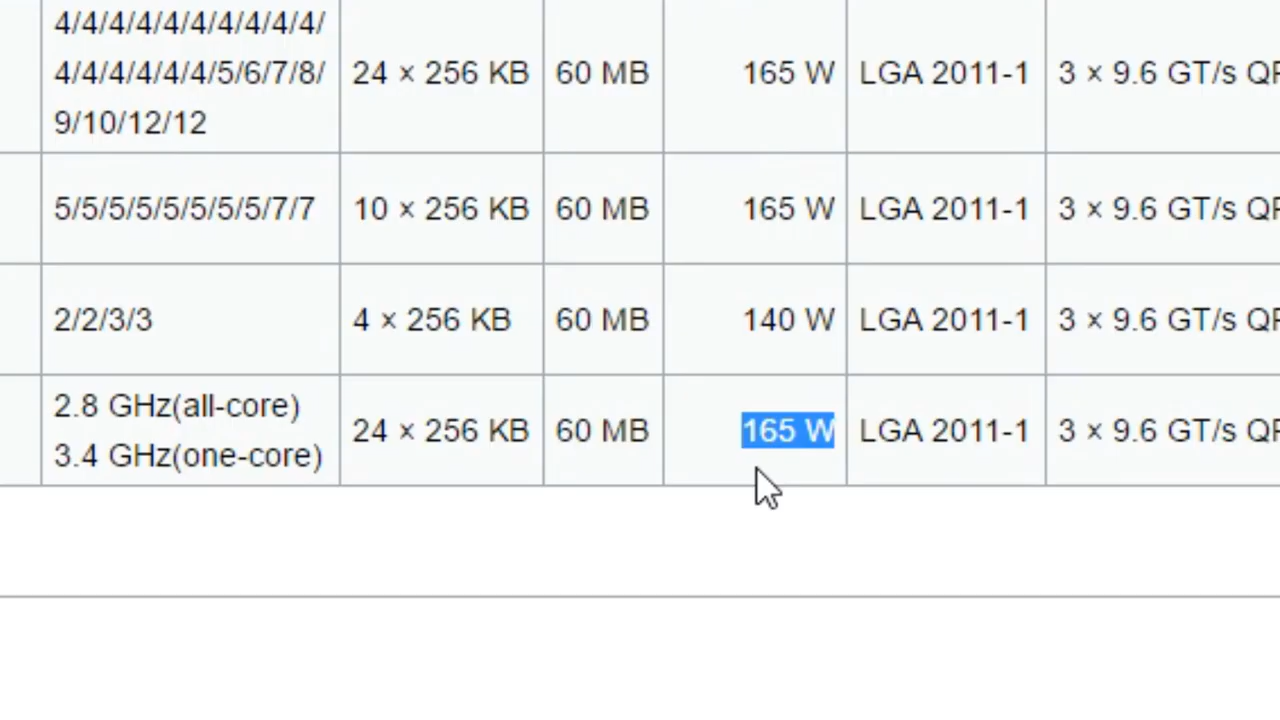 4/4/4/4/4/4/4/4/4/4/
4/4/4/4/4/4/5/6/7/8/
9/10/12/12
24 × 256 KB
60 MB
165 W
LGA 2011-1
3 × 9.6 GT/s
5/5/5/5/5/5/5/5/7/7
10 × 256 KB
60 MB
165 W
LGA 2011-1
3 × 9.6 GT/s
2/2/3/3
4 × 256 KB
60 MB
140 W
LGA 2011-1
3 × 9.6 GT/s
2.8 GHz(all-core)
3.4 GHz(one-core)
24 × 256 KB
60 MB
165 W
LGA 2011-1
3 × 9.6 GT/s